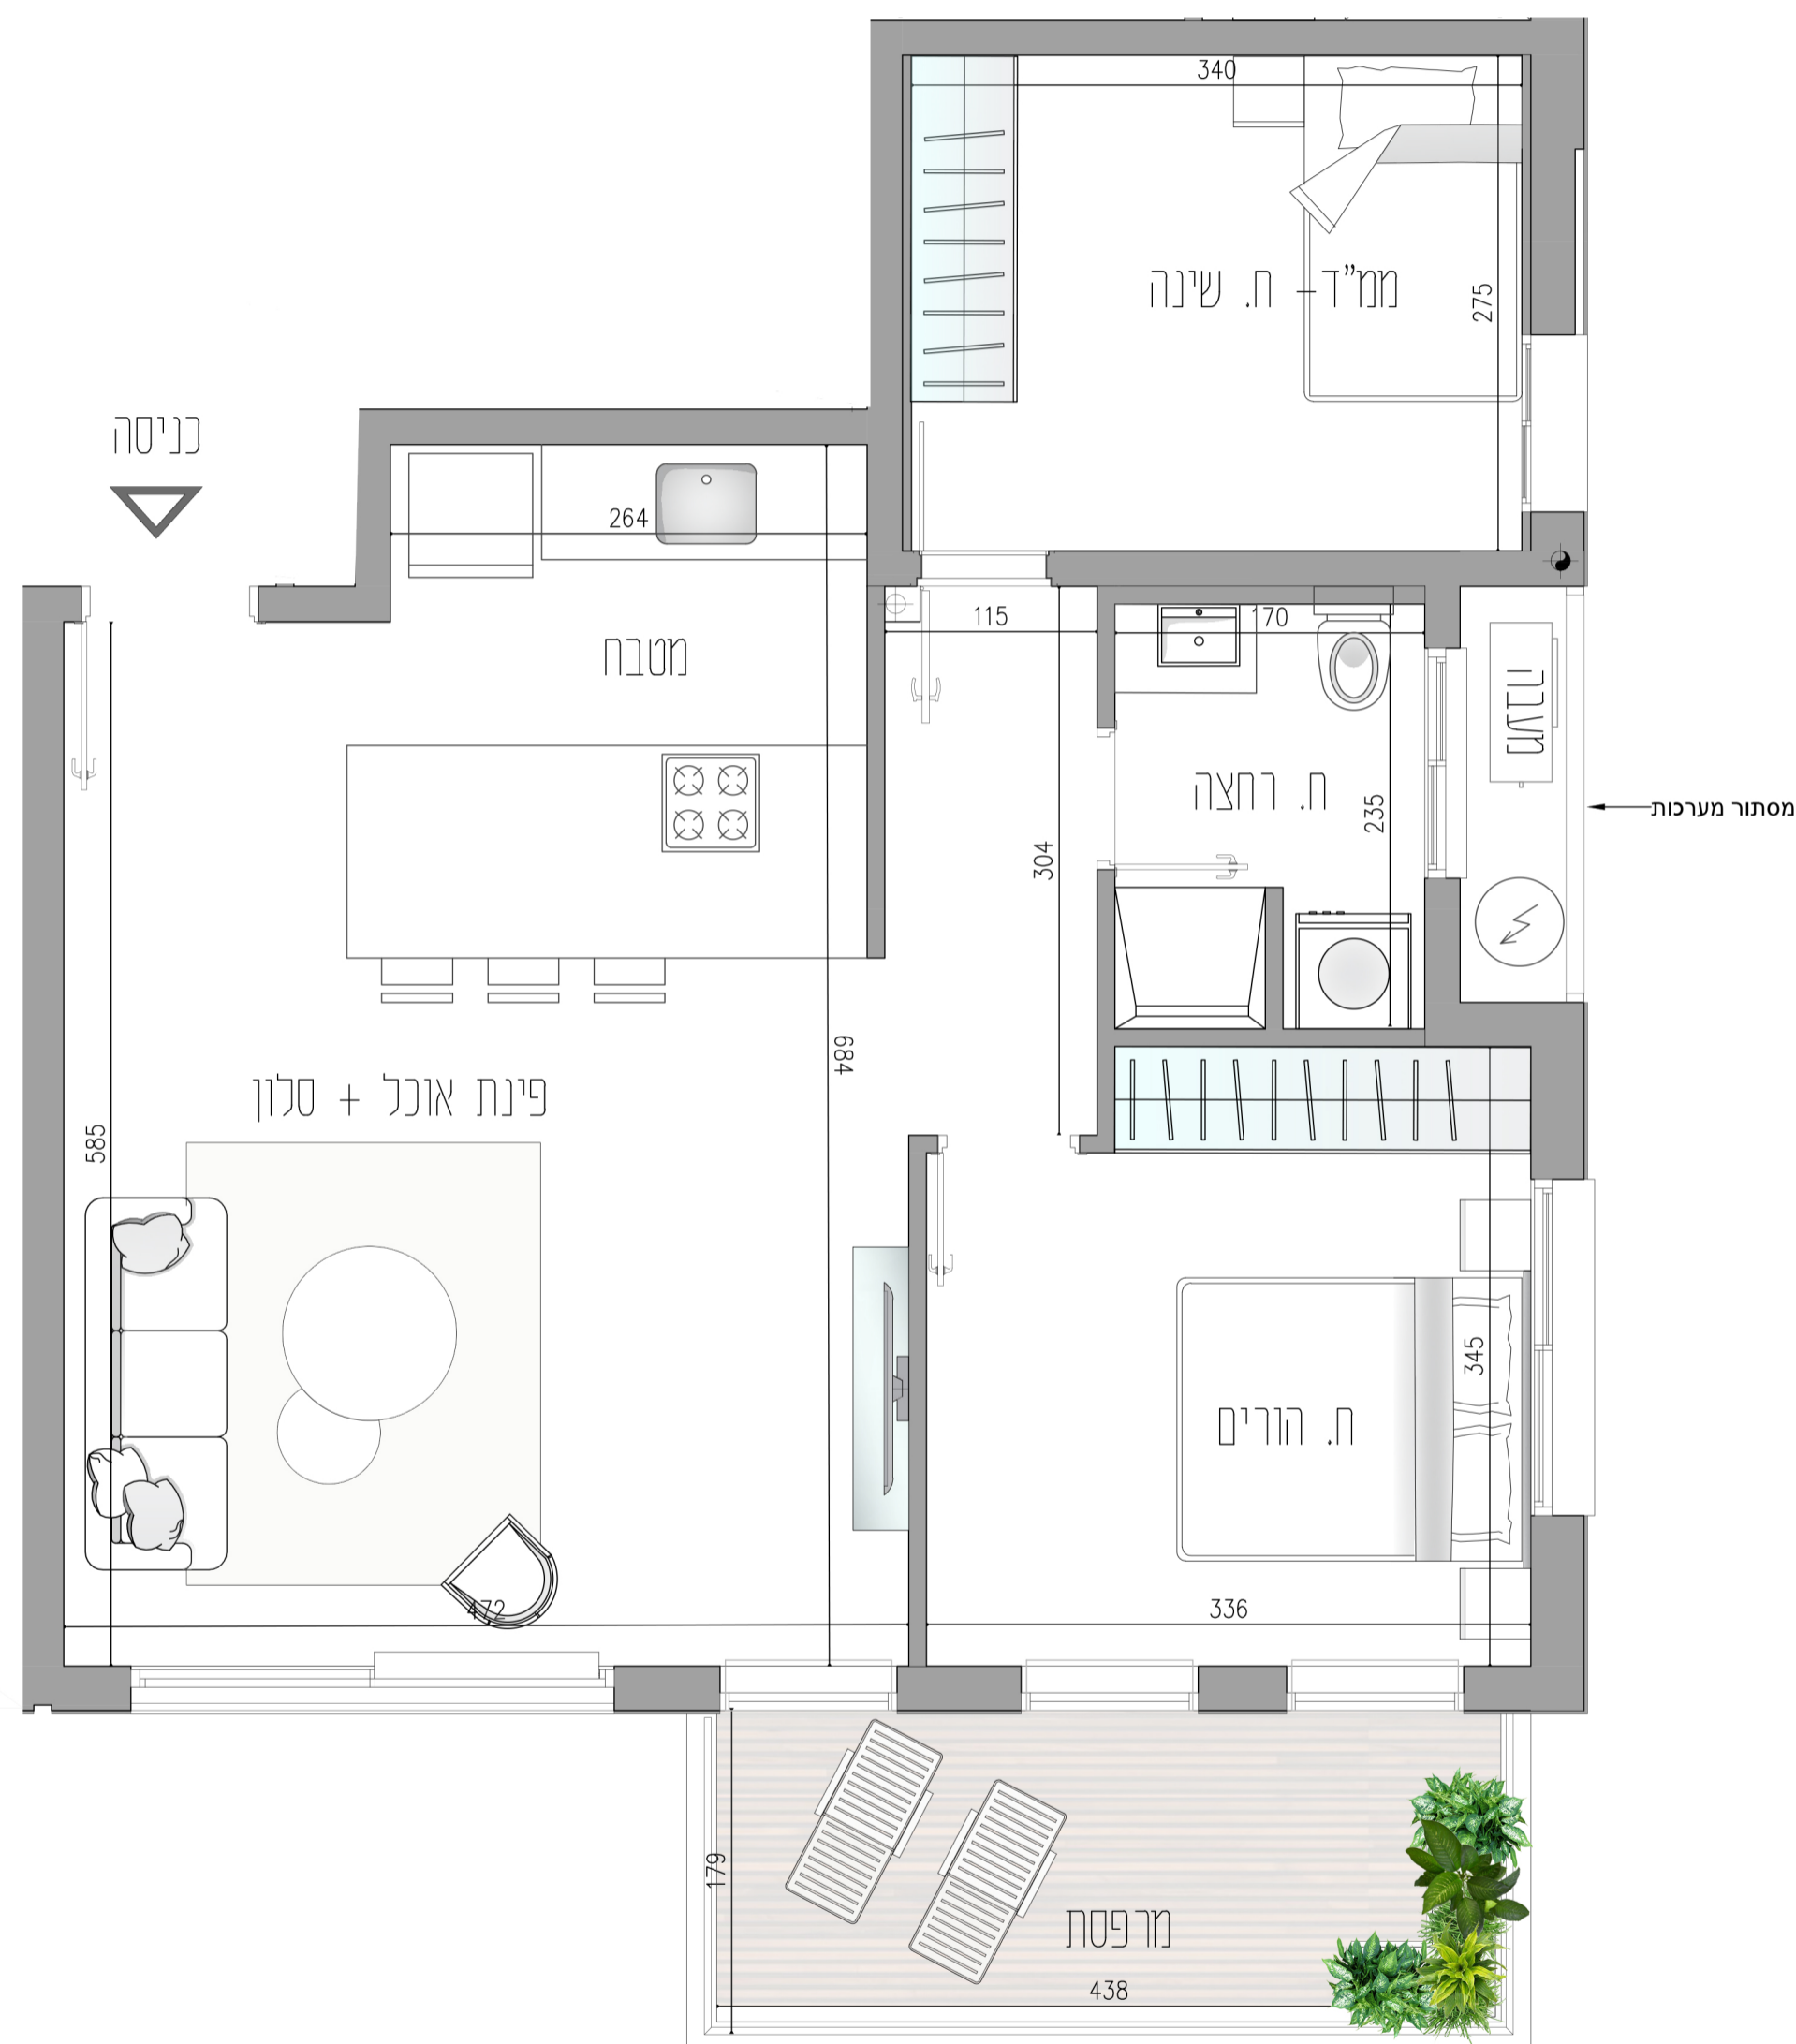 340
ממ"ד- ח. שינה
275
כניסה
264
115
170
מטבח
מעבה
ח. רחצה
235
מסתור מערכות
304
684
פינת אוכל + סלון
585
345
ח. הורים
472
336
179
מרפסת
438